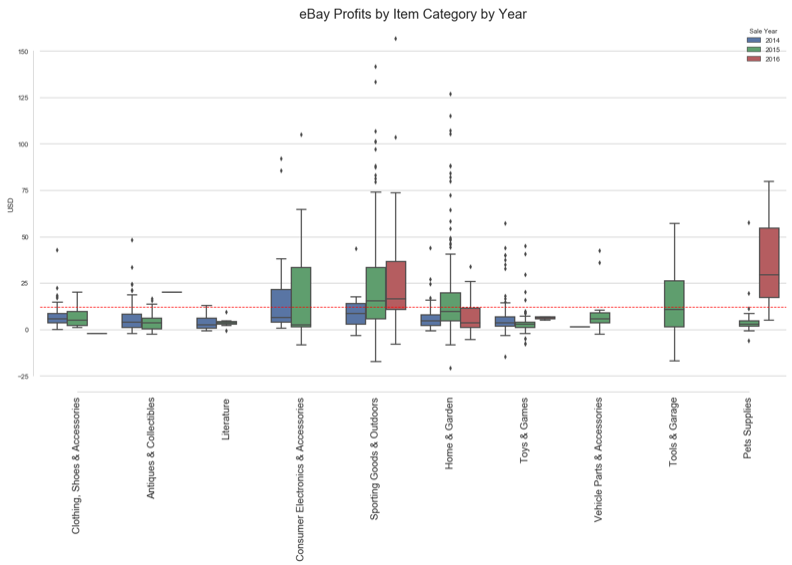 eBay Profits by Item Category by Year
Sale Year
2014
2015
2016
150
125
100
75
50
25
0
−25
USD
Clothing, Shoes & Accessories
Antiques & Collectibles
Literature
Consumer Electronics & Accessories
Sporting Goods & Outdoors
Home & Garden
Toys & Games
Vehicle Parts & Accessories
Tools & Garage
Pets Supplies